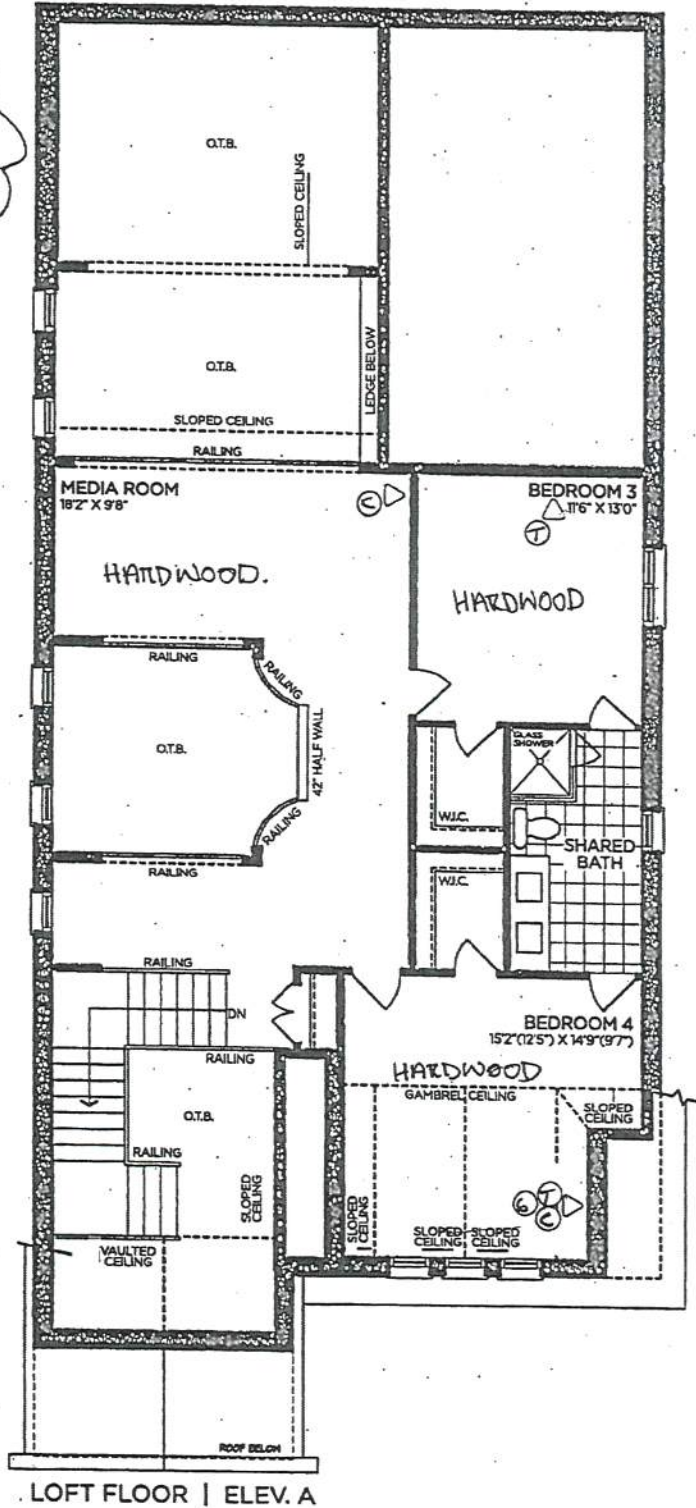 O.T.B.
SLOPED CEILING
O.T.B.
LEDGE BELOW
SLOPED CEILING
RAILING
MEDIA ROOM
18'2" X 9'8"
C
BEDROOM 3
11'6" X 13'0"
T
HARDWOOD.
HARDWOOD
RAILING
RAILING
O.T.B.
42" HALF WALL
GLASS
SHOWER
W.I.C.
RAILING
SHARED
BATH
RAILING
W.I.C.
RAILING
DN
BEDROOM 4
15'2"(12'5") X 14'9"(9'7")
RAILING
HARDWOOD
GAMBREL CEILING
O.T.B.
SLOPED
CEILING
RAILING
SLOPED
CEILING
T
6
C
SLOPED
CEILING
SLOPED
CEILING
SLOPED
CEILING
VAULTED
CEILING
ROOF BELOW
LOFT FLOOR | ELEV. A